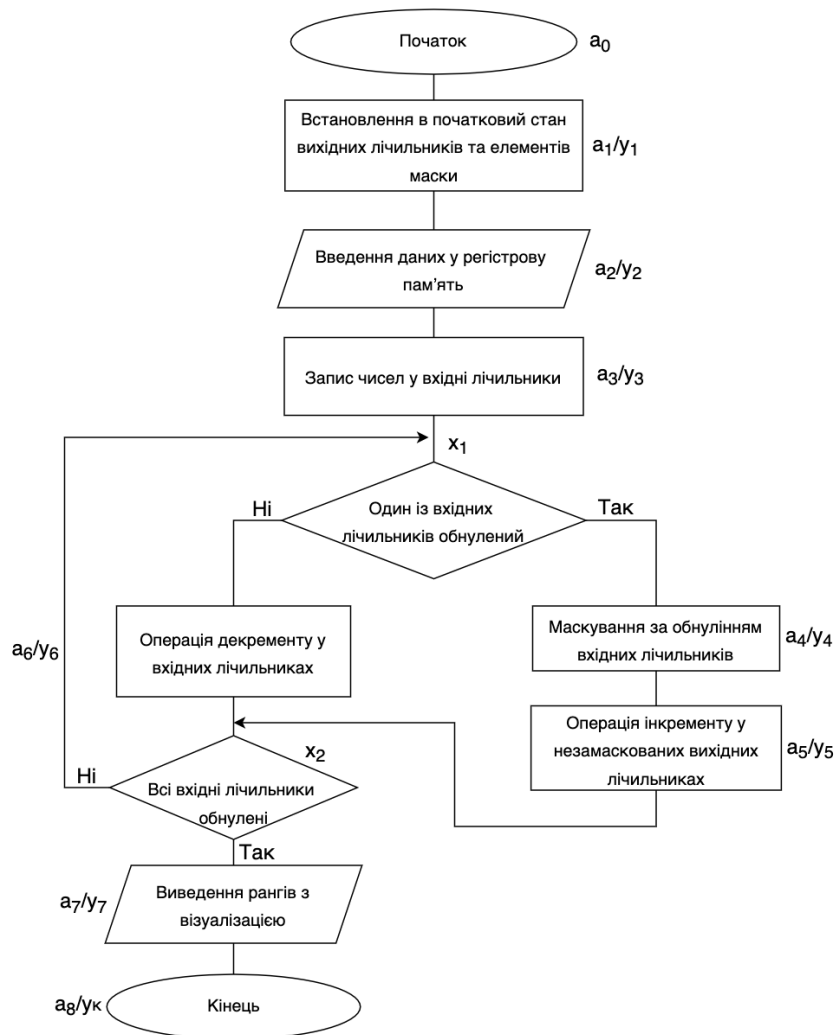 Початок
a₀
Встановлення в початковий стан
вихідних лічильників та елементів
маски
a₁/y₁
Введення даних у регістрову
пам'ять
a₂/y₂
Запис чисел у вхідні лічильники
a₃/y₃
x₁
Ні
Один із вхідних
лічильників обнулений
Так
a₆/y₆
Операція декременту у
вхідних лічильниках
Маскування за обнулінням
вхідних лічильників
a₄/y₄
Операція інкременту у
незамаскованих вихідних
лічильниках
a₅/y₅
x₂
Ні
Всі вхідні лічильники
обнулені
Так
a₇/y₇
Виведення рангів з
візуалізацією
a₈/yк
Кінець